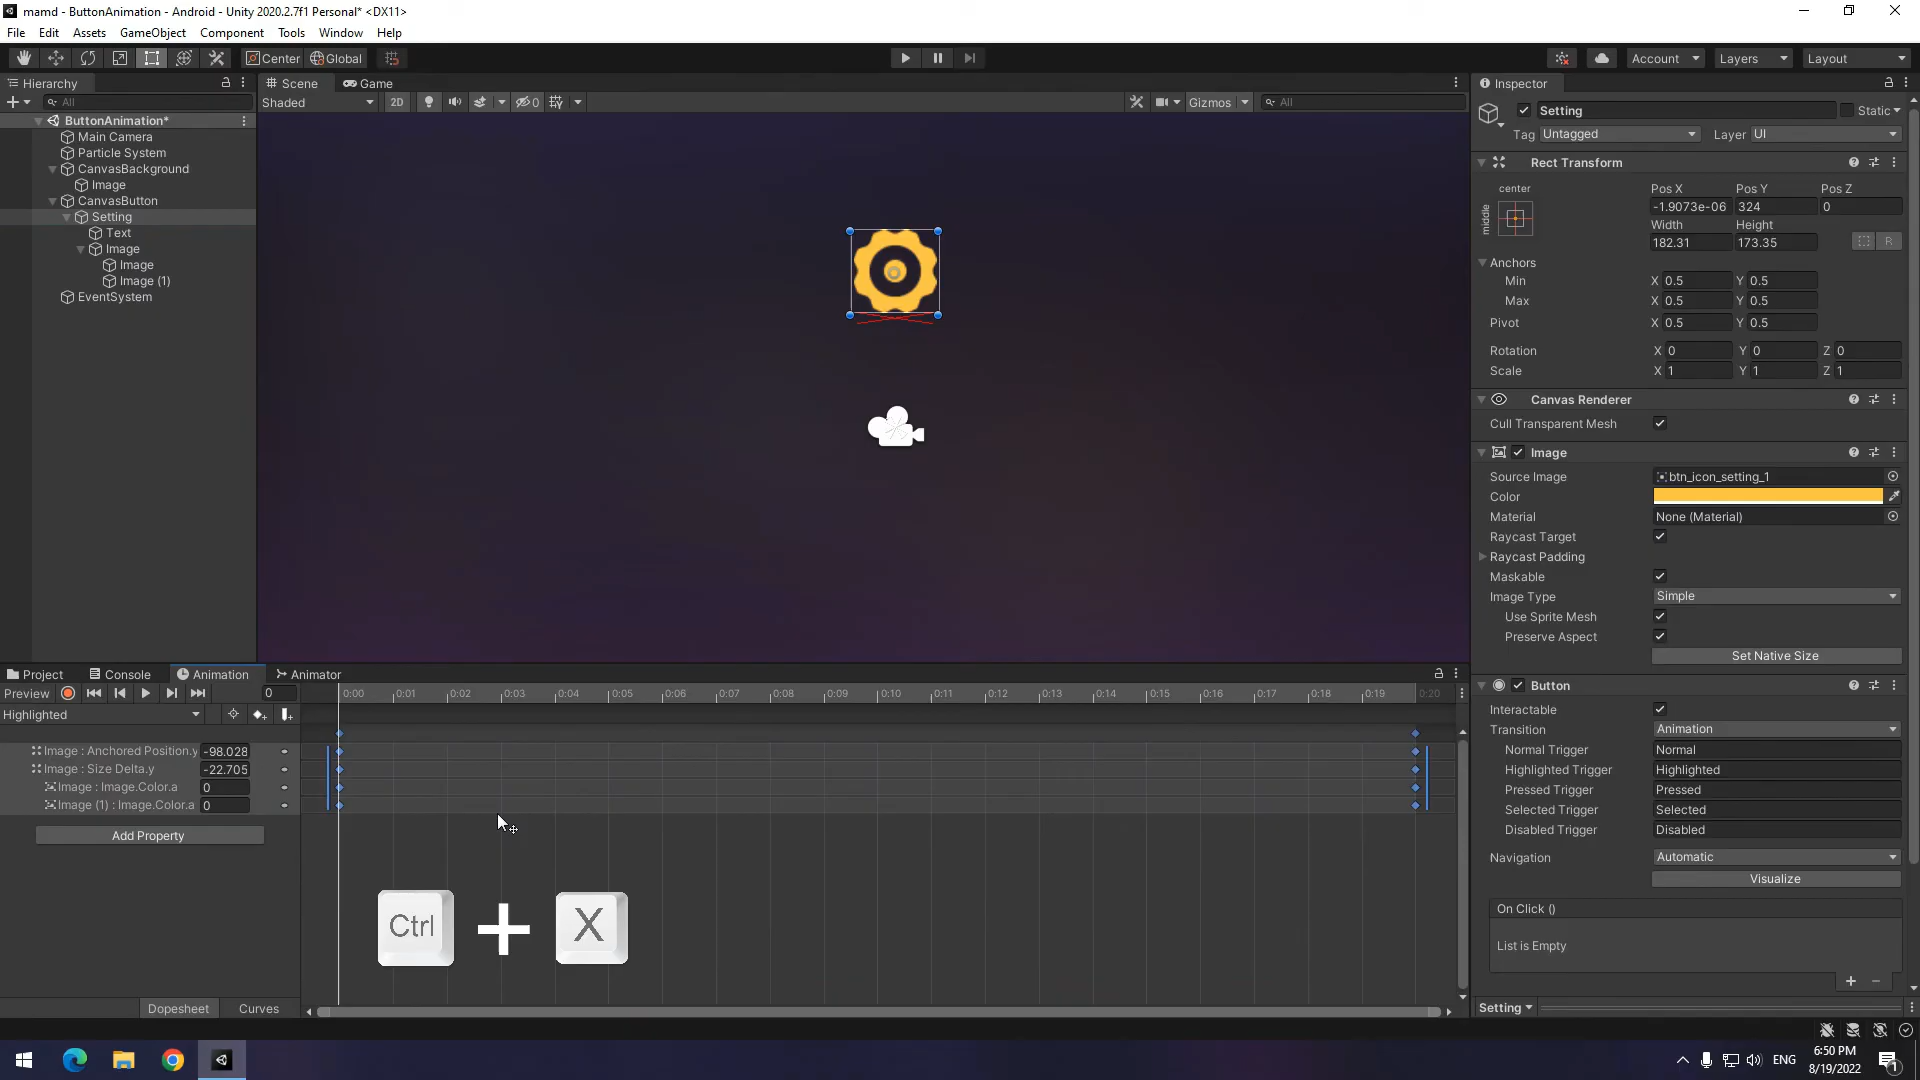 mamd - ButtonAnimation - Android - Unity 2020.2.7f1 Personal* <DX11>
File Edit Assets GameObject Component Tools Window Help
Center Global Account Layers Layout
Hierarchy
All
ButtonAnimation*
Main Camera
Particle System
CanvasBackground
Image
CanvasButton
Setting
Text
Image
Image
Image (1)
EventSystem
Scene Game
Shaded 2D 0 Gizmos All
Inspector
Setting Static
Tag Untagged Layer UI
Rect Transform
center
middle
Pos X Pos Y Pos Z
-1.9073e-06 324 0
Width Height
182.31 173.35 R
Anchors
Min X 0.5 Y 0.5
Max X 0.5 Y 0.5
Pivot X 0.5 Y 0.5
Rotation X 0 Y 0 Z 0
Scale X 1 Y 1 Z 1
Canvas Renderer
Cull Transparent Mesh
Image
Source Image btn_icon_setting_1
Color
Material None (Material)
Raycast Target
Raycast Padding
Maskable
Image Type Simple
Use Sprite Mesh
Preserve Aspect
Set Native Size
Button
Interactable
Transition Animation
Normal Trigger Normal
Highlighted Trigger Highlighted
Pressed Trigger Pressed
Selected Trigger Selected
Disabled Trigger Disabled
Navigation Automatic
Visualize
On Click ()
List is Empty
Setting
Project Console Animation Animator
Preview 0
0:00 0:01 0:02 0:03 0:04 0:05 0:06 0:07 0:08 0:09 0:10 0:11 0:12 0:13 0:14 0:15 0:16 0:17 0:18 0:19 0:20
Highlighted
Image : Anchored Position.y -98.028
Image : Size Delta.y -22.705
Image : Image.Color.a 0
Image (1) : Image.Color.a 0
Add Property
Ctrl + X
Dopesheet Curves
ENG
6:50 PM
8/19/2022
1